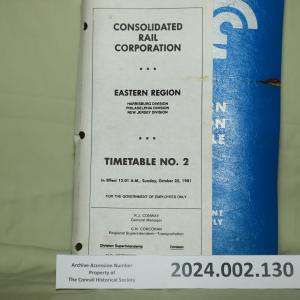 CONSOLIDATED
RAIL
CORPORATION
* * *
EASTERN REGION
HARRISBURG DIVISION
PHILADELPHIA DIVISION
NEW JERSEY DIVISION
* * *
TIMETABLE NO. 2
In Effect 12.01 A.M., Sunday, October 25, 1981
FOR THE GOVERNMENT OF EMPLOYEES ONLY
R.J. CONWAY
General Manager
G.N. CORCORAN
Regional Superintendent—Transportation
Division Superintendents Division
Archive Accession Number
Property of
The Conrail Historical Society
2024.002.130